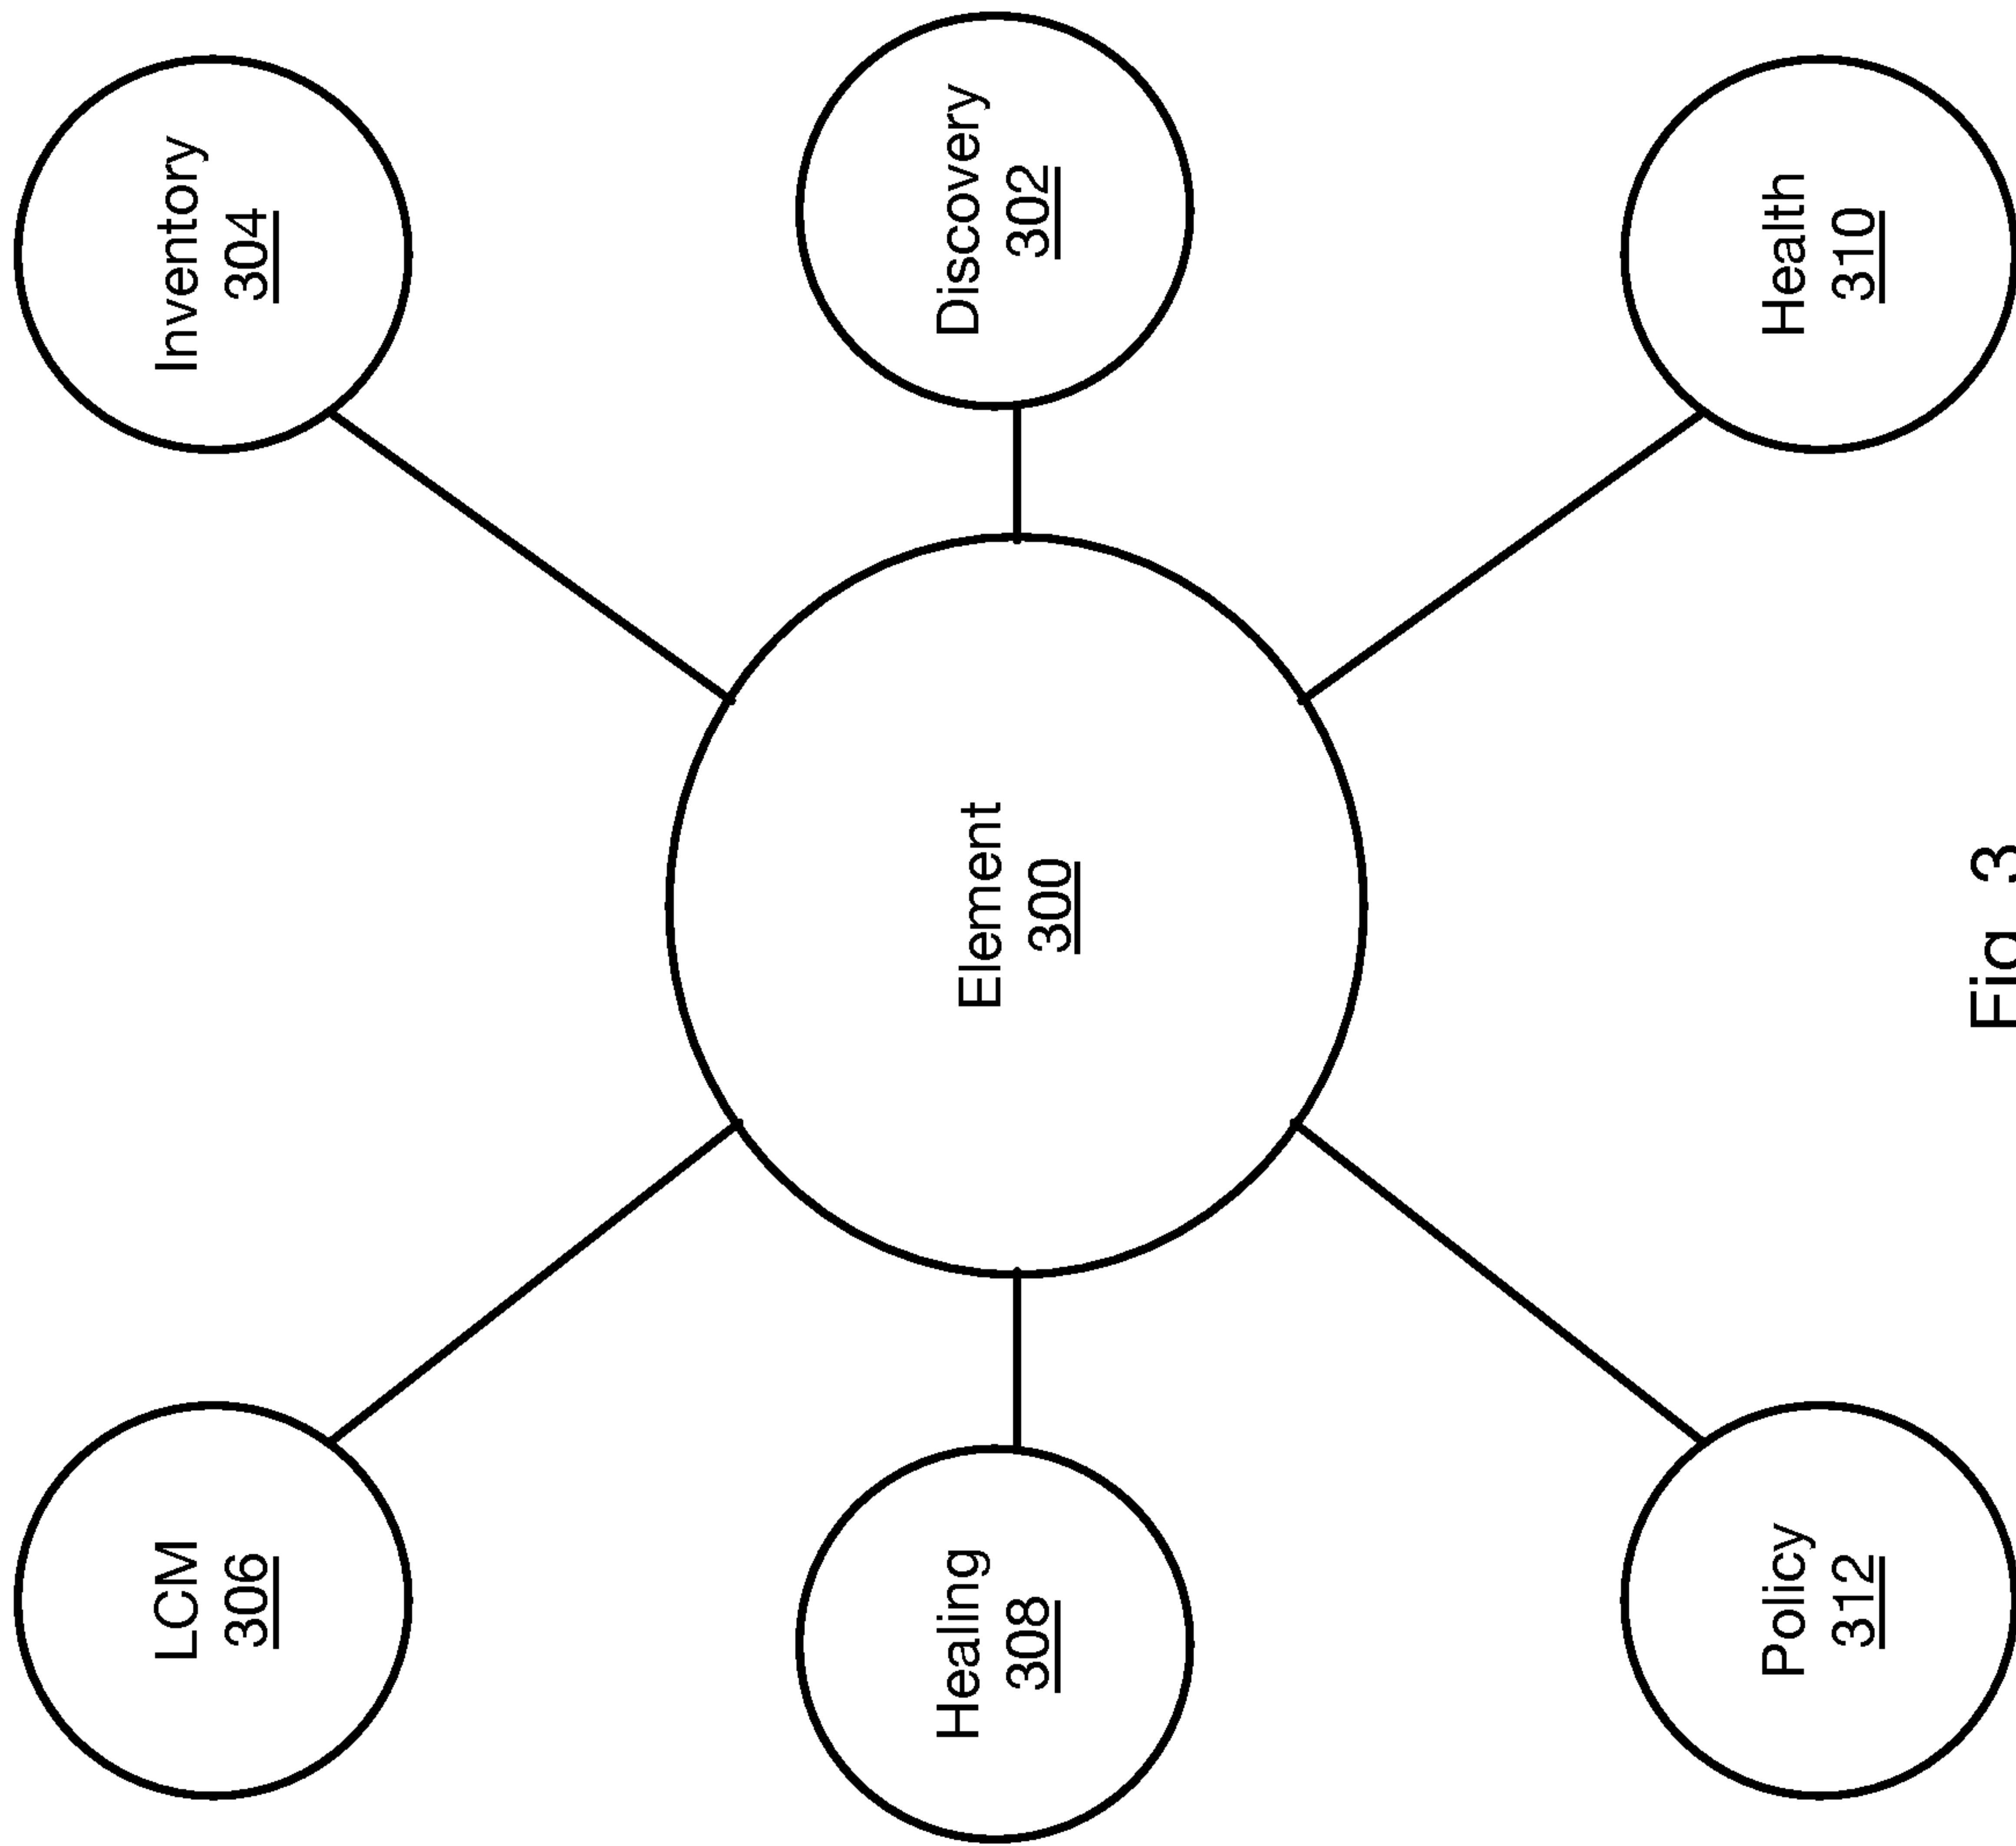 LCM
306
Inventory
304
Healing
308
Element
300
Discovery
302
Policy
312
Health
310
Fig 3